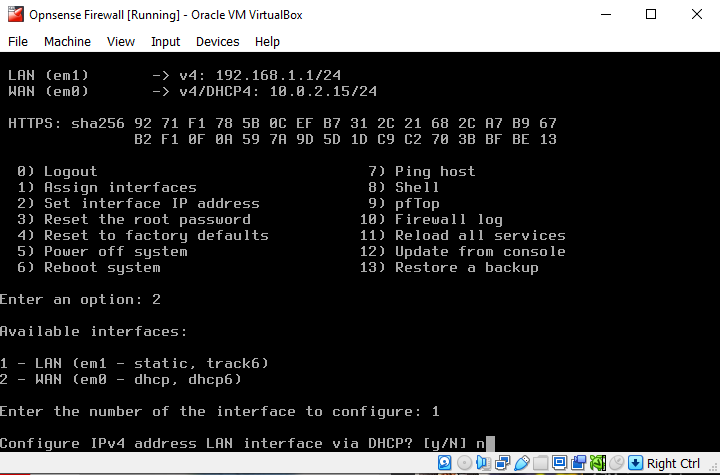 Opnsense Firewall [Running] - Oracle VM VirtualBox
File Machine View Input Devices Help
LAN (em1) -> v4: 192.168.1.1/24
WAN (em0) -> v4/DHCP4: 10.0.2.15/24
HTTPS: sha256 92 71 F1 78 5B 0C EF B7 31 2C 21 68 2C A7 B9 67
B2 F1 0F 0A 59 7A 9D 5D 1D C9 C2 70 3B BF BE 13
0) Logout 7) Ping host
1) Assign interfaces 8) Shell
2) Set interface IP address 9) pfTop
3) Reset the root password 10) Firewall log
4) Reset to factory defaults 11) Reload all services
5) Power off system 12) Update from console
6) Reboot system 13) Restore a backup
Enter an option: 2
Available interfaces:
1 - LAN (em1 - static, track6)
2 - WAN (em0 - dhcp, dhcp6)
Enter the number of the interface to configure: 1
Configure IPv4 address LAN interface via DHCP? [y/N] n
Right Ctrl